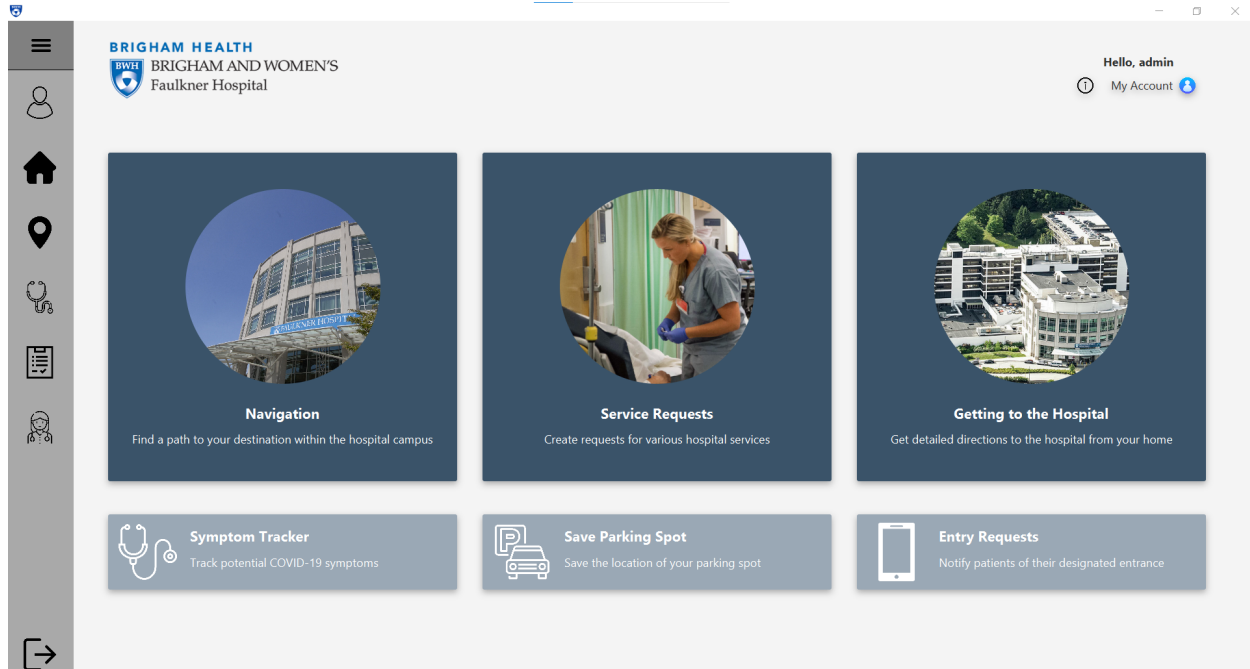 BRIGHAM HEALTH
BWH
BRIGHAM AND WOMEN'S
Faulkner Hospital
Hello, admin
My Account
Navigation
Find a path to your destination within the hospital campus
Service Requests
Create requests for various hospital services
Getting to the Hospital
Get detailed directions to the hospital from your home
Symptom Tracker
Track potential COVID-19 symptoms
P
Save Parking Spot
Save the location of your parking spot
Entry Requests
Notify patients of their designated entrance